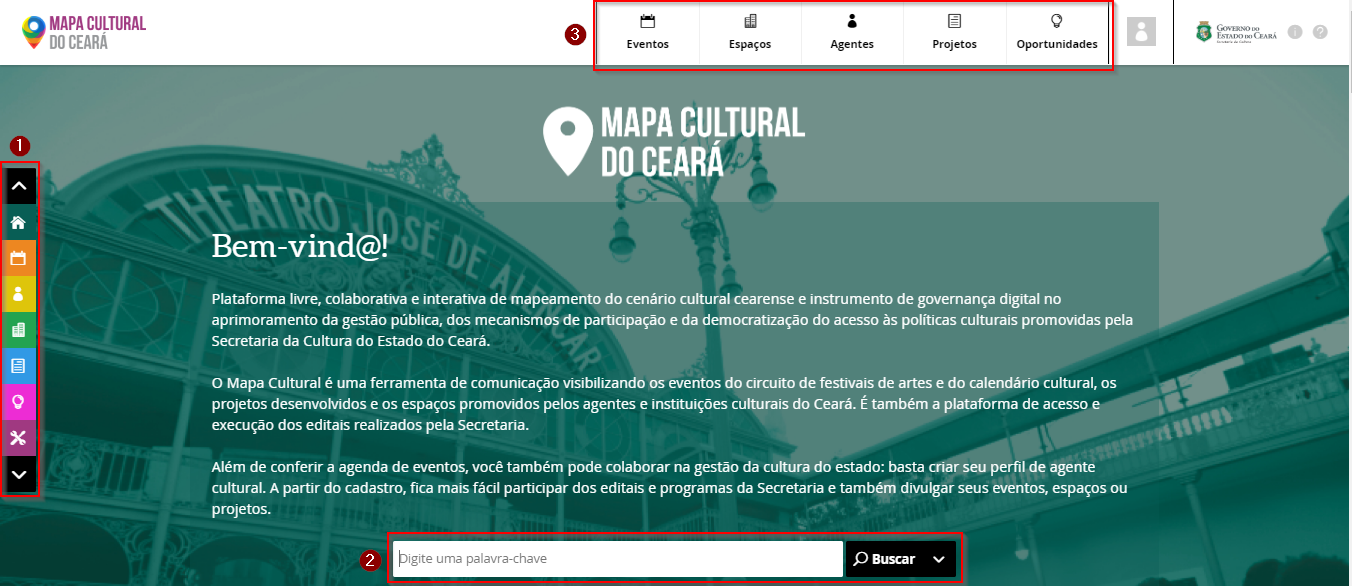 MAPA CULTURAL
DO CEARÁ
3
Eventos
Espaços
Agentes
Projetos
Oportunidades
GOVERNO DO
ESTADO DO CEARÁ
Secretaria da Cultura
i
?
MAPA CULTURAL
DO CEARÁ
1
THEATRO JOSÉ DE ALENCAR
Bem-vind@!
Plataforma livre, colaborativa e interativa de mapeamento do cenário cultural cearense e instrumento de governança digital no
aprimoramento da gestão pública, dos mecanismos de participação e da democratização do acesso às políticas culturais promovidas pela
Secretaria da Cultura do Estado do Ceará.
O Mapa Cultural é uma ferramenta de comunicação visibilizando os eventos do circuito de festivais de artes e do calendário cultural, os
projetos desenvolvidos e os espaços promovidos pelos agentes e instituições culturais do Ceará. É também a plataforma de acesso e
execução dos editais realizados pela Secretaria.
Além de conferir a agenda de eventos, você também pode colaborar na gestão da cultura do estado: basta criar seu perfil de agente
cultural. A partir do cadastro, fica mais fácil participar dos editais e programas da Secretaria e também divulgar seus eventos, espaços ou
projetos.
2
Digite uma palavra-chave
Buscar